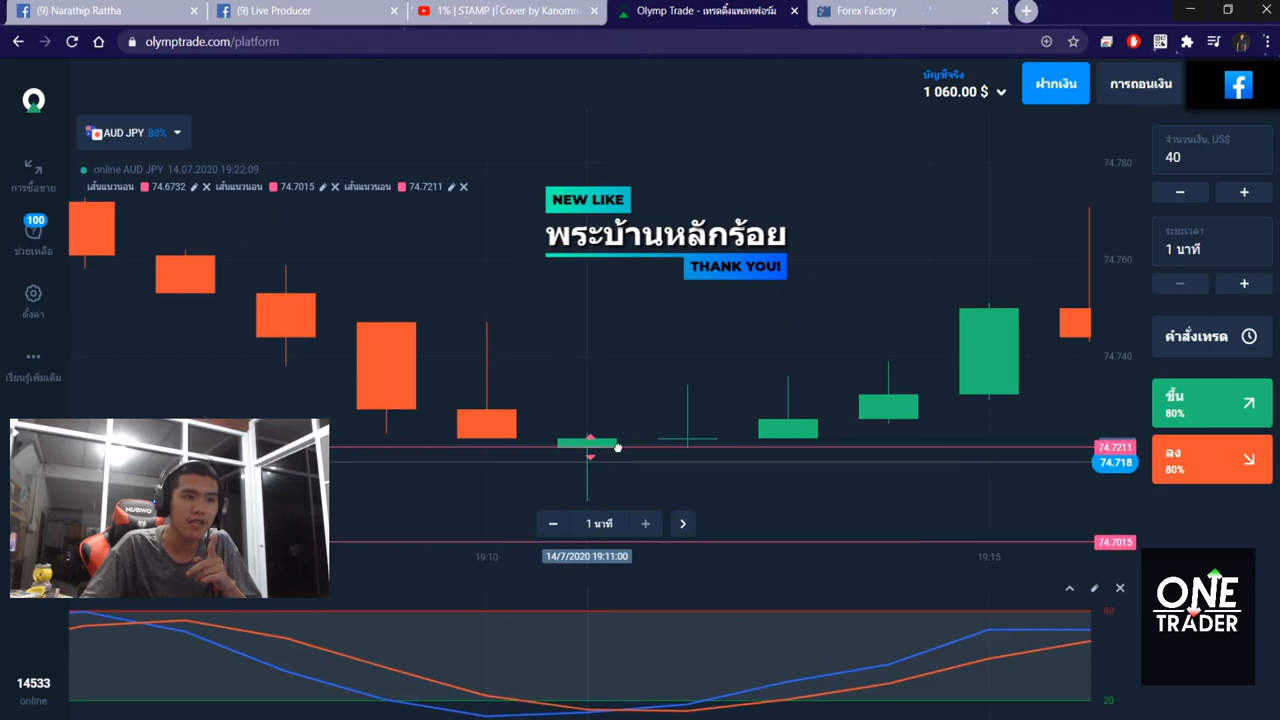 (9) Narathip Rattha
(9) Live Producer
1% | STAMP |「Cover by Kanomro
Olymp Trade - เทรดดิ้งแพลทฟอร์ม
Forex Factory
olymptrade.com/platform
บัญชีจริง
1 060.00 $
ฝากเงิน
การถอนเงิน
AUD JPY 80%
online AUD JPY 14.07.2020 19:22:09
เส้นแนวนอน 74.6732 เส้นแนวนอน 74.7015 เส้นแนวนอน 74.7211
การซื้อขาย
100
ช่วยเหลือ
ตั้งค่า
เรียนรู้เพิ่มเติม
NEW LIKE
พระบ้านหลักร้อย
THANK YOU!
74.780
74.760
74.740
74.7211
74.718
74.7015
จำนวนเงิน, US$
40
ระยะเวลา
1 นาที
คำสั่งเทรด
ขึ้น
80%
ลง
80%
NUBWO
1 นาที
19:10
14/7/2020 19:11:00
19:15
80
20
ONE
TRADER
14533
online